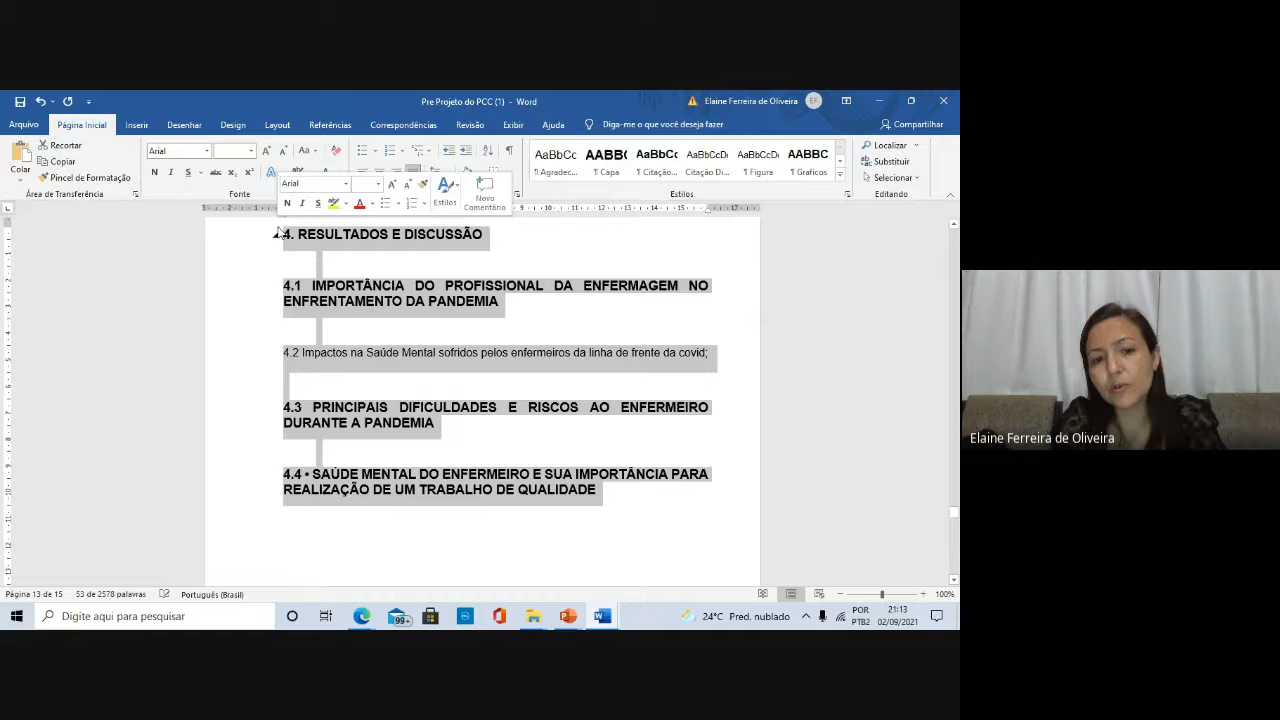 Pre Projeto do PCC (1) - Word
Elaine Ferreira de Oliveira EF
Arquivo Página Inicial Inserir Desenhar Design Layout Referências Correspondências Revisão Exibir Ajuda Diga-me o que você deseja fazer Compartilhar
Colar
Recortar
Copiar
Pincel de Formatação
Área de Transferência
Arial
Fonte
Arial
Estilos
Novo
Comentário
AaBbCc AABBC AaBbCc AaBbCcD AaBbCcDc AABBC
¶ Agradec... ¶ Capa ¶ Citação... Citação Di... ¶ Figura ¶ Graficos
Estilos
Localizar
Substituir
Selecionar
Editando
4. RESULTADOS E DISCUSSÃO
4.1 IMPORTÂNCIA DO PROFISSIONAL DA ENFERMAGEM NO
ENFRENTAMENTO DA PANDEMIA
4.2 Impactos na Saúde Mental sofridos pelos enfermeiros da linha de frente da covid;
4.3 PRINCIPAIS DIFICULDADES E RISCOS AO ENFERMEIRO
DURANTE A PANDEMIA
4.4 • SAÚDE MENTAL DO ENFERMEIRO E SUA IMPORTÂNCIA PARA
REALIZAÇÃO DE UM TRABALHO DE QUALIDADE
Elaine Ferreira de Oliveira
Página 13 de 15 53 de 2578 palavras Português (Brasil) 100%
Digite aqui para pesquisar
99+
24°C Pred. nublado
POR
PTB2
21:13
02/09/2021